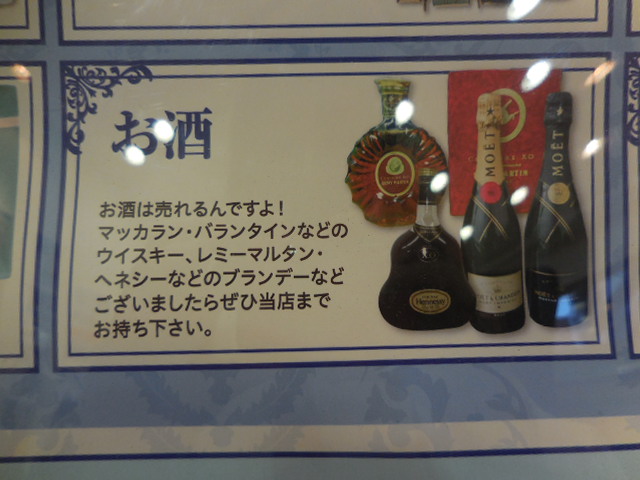 お酒
お酒は売れるんですよ！
マッカラン・バランタインなどの
ウイスキー、レミーマルタン・
ヘネシーなどのブランデーなど
ございましたらぜひ当店まで
お持ち下さい。
MOËT
MOËT
Hennessy